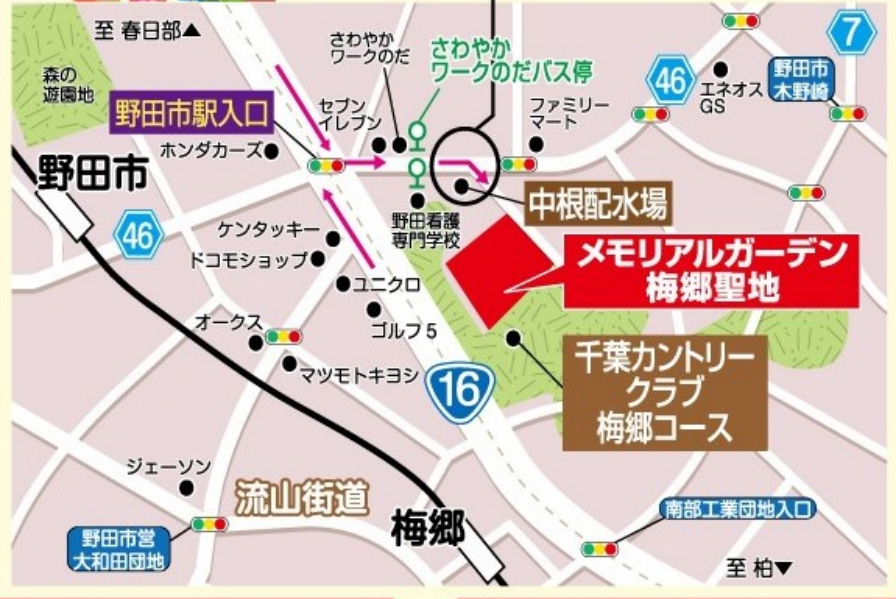 至 春日部▲
さわやか
ワークのだ
さわやか
ワークのだバス停
7
森の
遊園地
46
エネオス
GS
野田市
木野崎
野田市駅入口
セブン
イレブン
ファミリー
マート
ホンダカーズ
野田市
中根配水場
46
ケンタッキー
野田看護
専門学校
ドコモショップ
メモリアルガーデン
梅郷聖地
ユニクロ
オークス
ゴルフ5
千葉カントリー
クラブ
梅郷コース
マツモトキヨシ
16
ジェーソン
流山街道
梅郷
南部工業団地入口
野田市営
大和田団地
至 柏▼